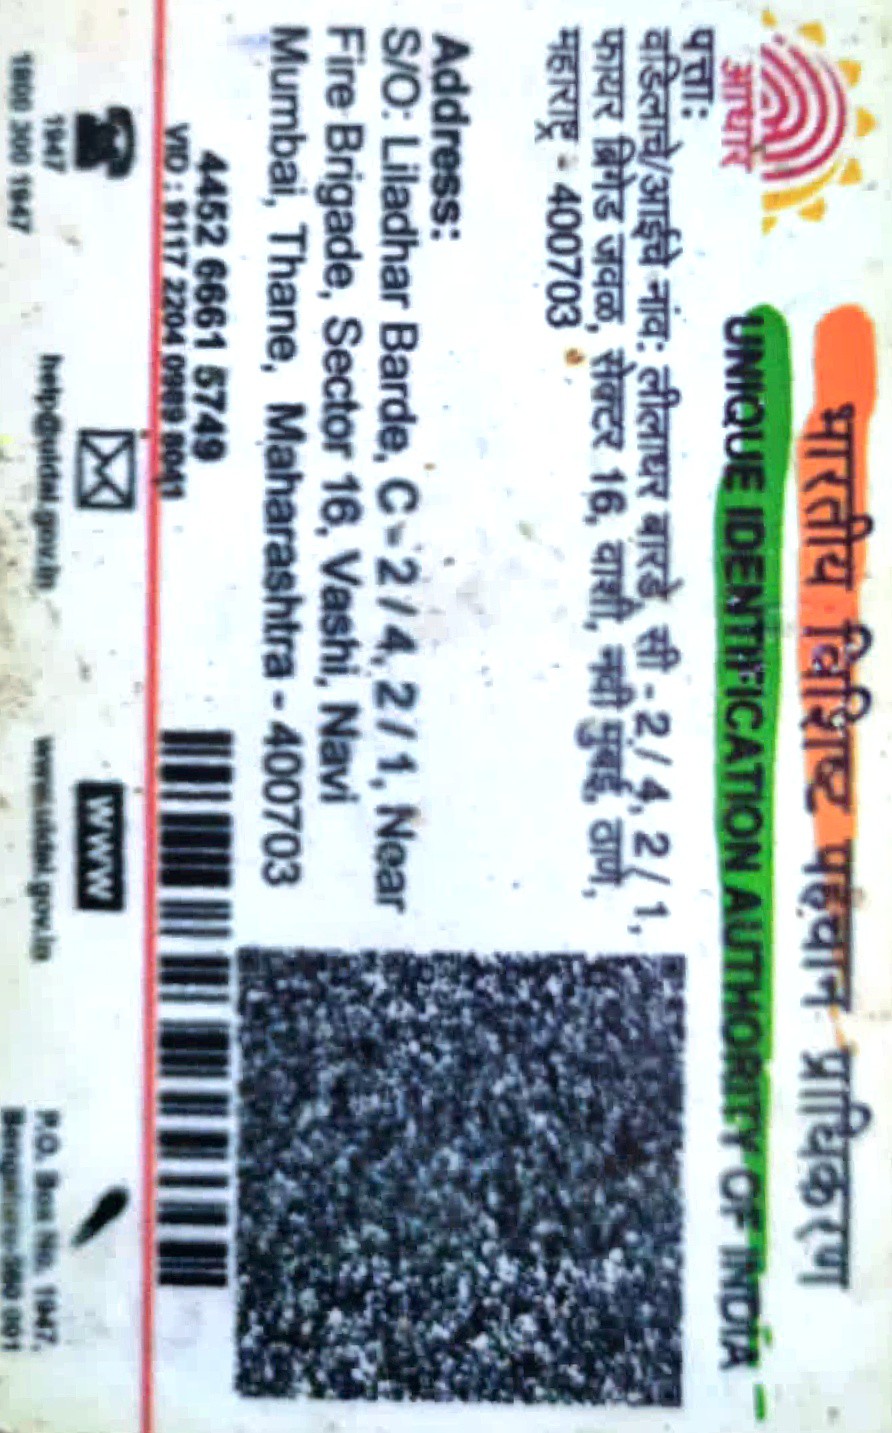 भारतीय विशिष्ट पहचान प्राधिकरण
UNIQUE IDENTIFICATION AUTHORITY OF INDIA
आधार
पत्ता:
वडिलाचे/आईचे नाव: लीलाधर बारडे, सी - 2 / 4, 2 / 1,
फायर ब्रिगेड जवळ, सेक्टर 16, वाशी, नवी मुंबई, ठाणे,
महाराष्ट्र - 400703
Address:
S/O: Liladhar Barde, C - 2 / 4, 2 / 1, Near
Fire Brigade, Sector 16, Vashi, Navi
Mumbai, Thane, Maharashtra - 400703
4452 6661 5749
VID : 9117 2204 0989 8041
1947
1800 300 1947
help@uidai.gov.in
www
www.uidai.gov.in
P.O. Box No. 1947,